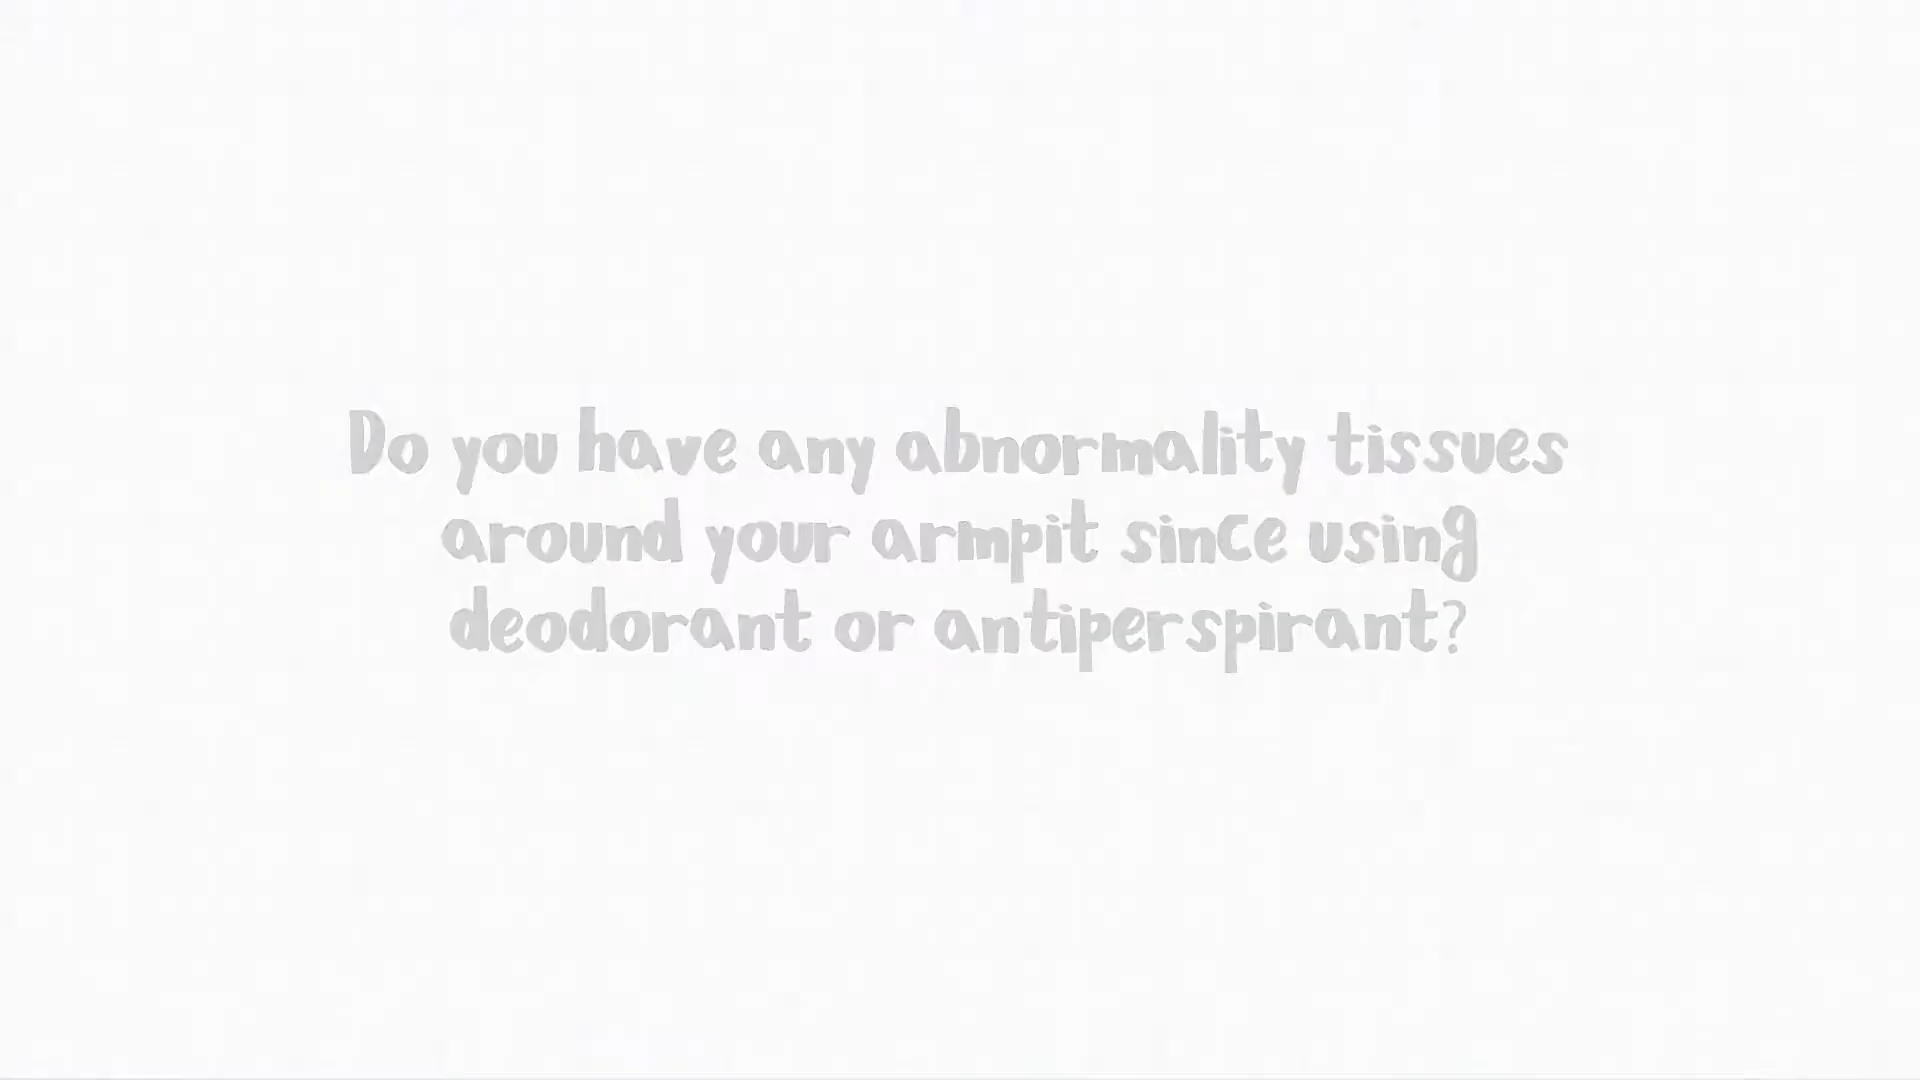 Do you have any abnormality tissues
around your armpit since using
deodorant or antiperspirant?